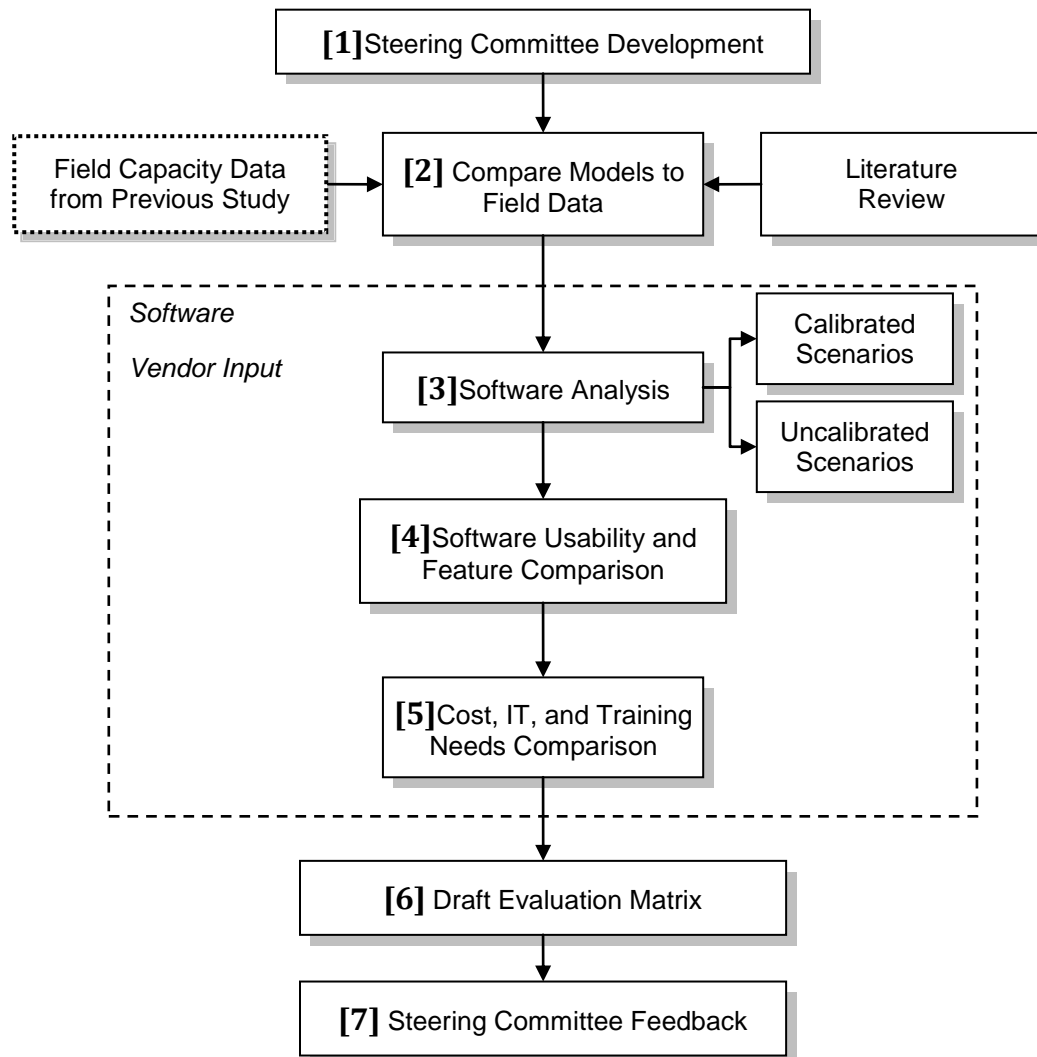 [1]Steering Committee Development
Field Capacity Data
from Previous Study
[2] Compare Models to
Field Data
Literature
Review
Software
Vendor Input
Calibrated
Scenarios
[3]Software Analysis
Uncalibrated
Scenarios
[4]Software Usability and
Feature Comparison
[5]Cost, IT, and Training
Needs Comparison
[6] Draft Evaluation Matrix
[7] Steering Committee Feedback